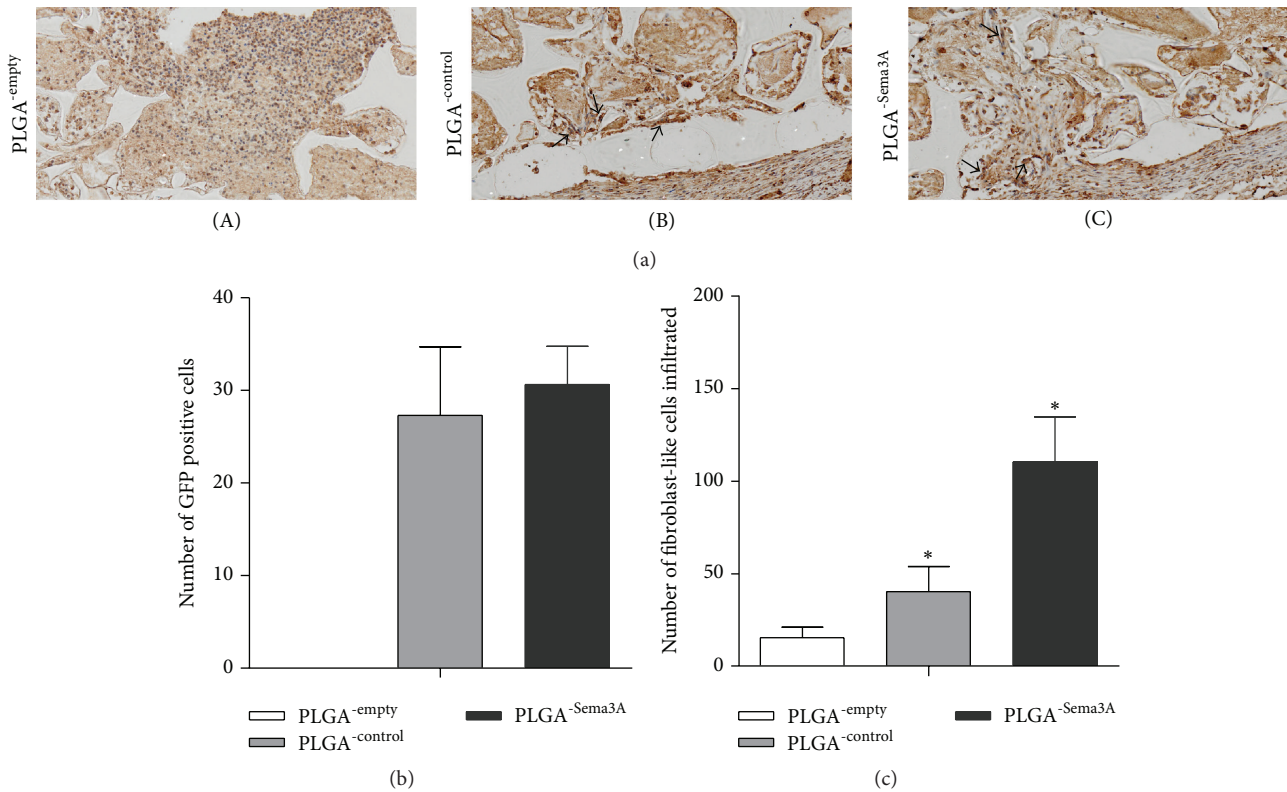 PLGA-empty
PLGA-control
PLGA-Sema3A
(A)
(B)
(C)
(a)
Number of GFP positive cells
40
30
20
10
0
PLGA-empty
PLGA-control
PLGA-Sema3A
(b)
Number of fibroblast-like cells infiltrated
200
150
100
50
0
*
*
PLGA-empty
PLGA-control
PLGA-Sema3A
(c)